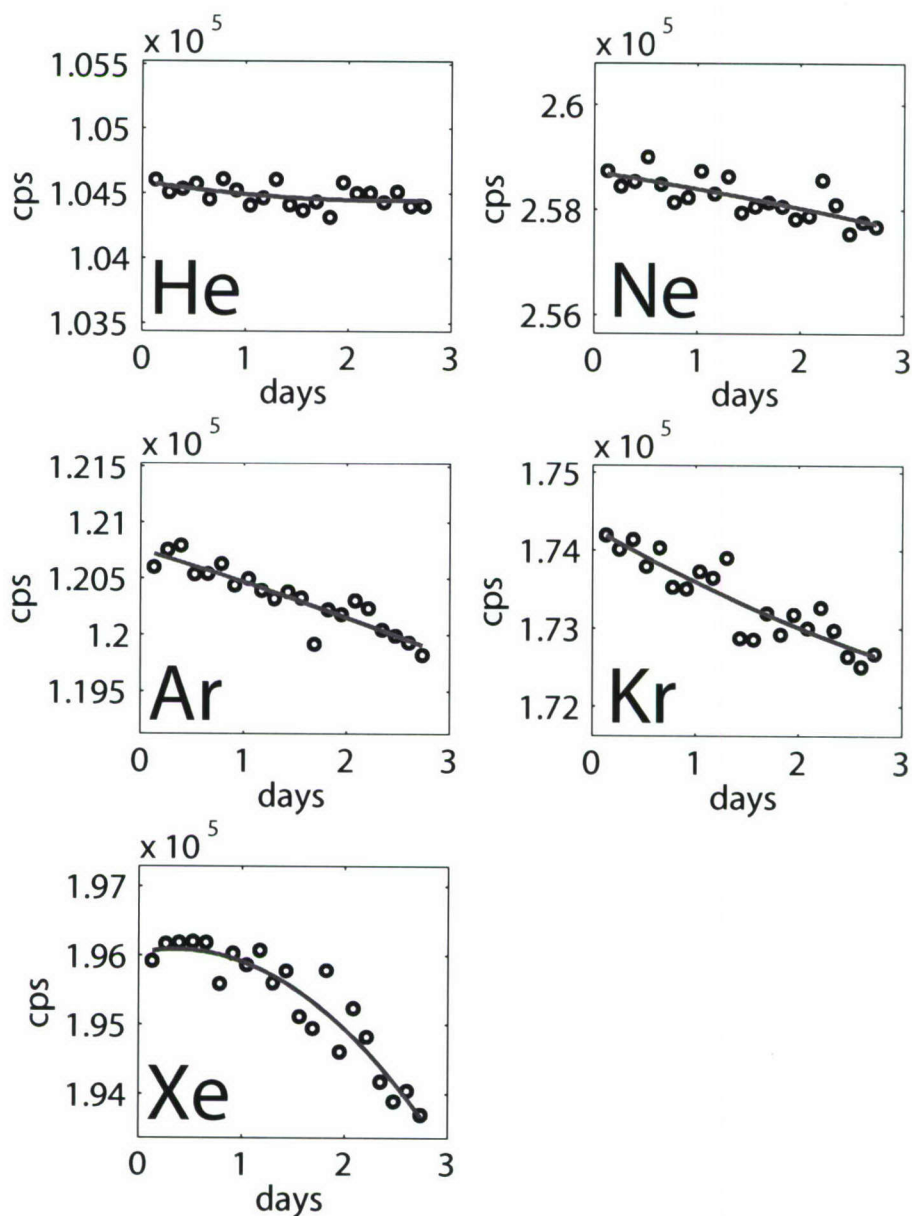 x 10 5
1.055
1.05
1.045
1.04
1.035
cps
He
0 1 2 3
days
x 10 5
2.6
2.58
2.56
cps
Ne
0 1 2 3
days
x 10 5
1.215
1.21
1.205
1.2
1.195
cps
Ar
0 1 2 3
days
x 10 5
1.75
1.74
1.73
1.72
cps
Kr
0 1 2 3
days
x 10 5
1.97
1.96
1.95
1.94
cps
Xe
0 1 2 3
days